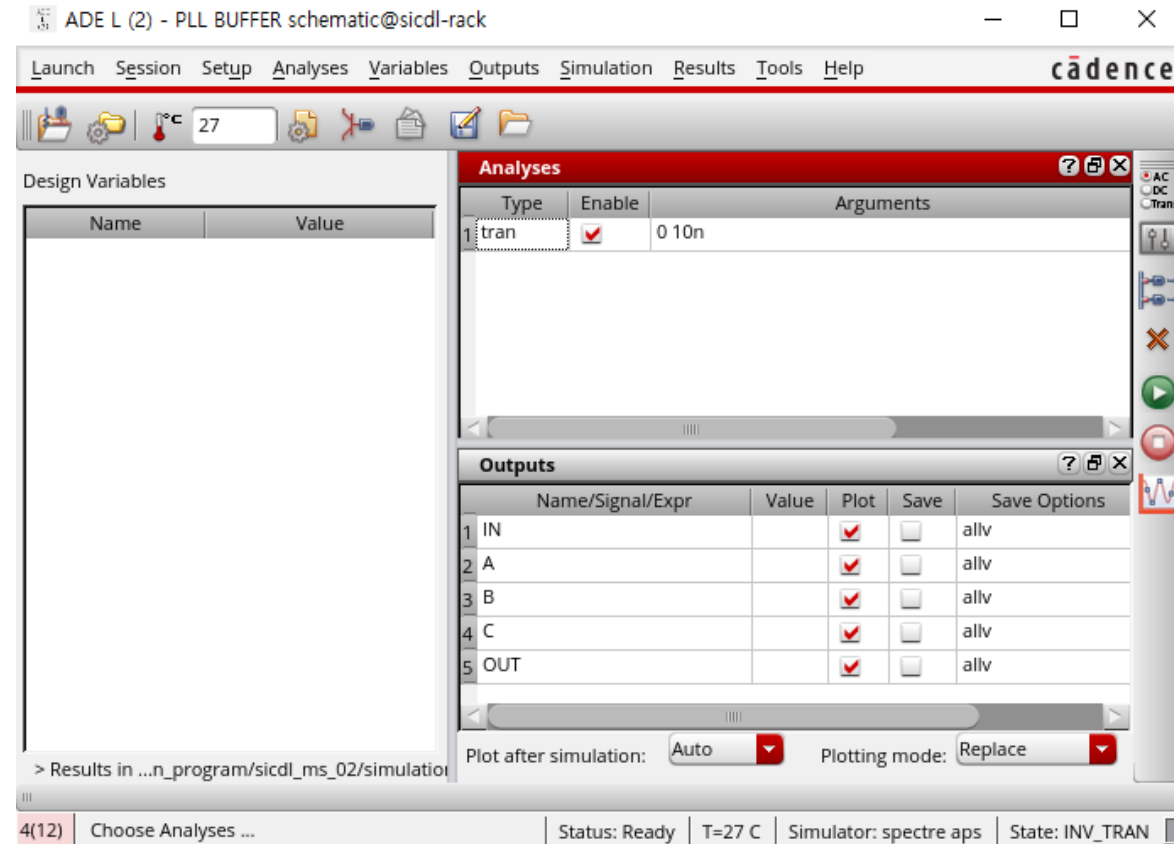 ADE L (2) - PLL BUFFER schematic@sicdl-rack
Launch Session Setup Analyses Variables Outputs Simulation Results Tools Help cādence
27
Design Variables
Name Value
Analyses
Type Enable Arguments
1 tran 0 10n
AC
DC
Trans
Outputs
Name/Signal/Expr Value Plot Save Save Options
1 IN allv
2 A allv
3 B allv
4 C allv
5 OUT allv
Plot after simulation: Auto Plotting mode: Replace
> Results in ...n_program/sicdl_ms_02/simulation
4(12) Choose Analyses ... Status: Ready T=27 C Simulator: spectre aps State: INV_TRAN